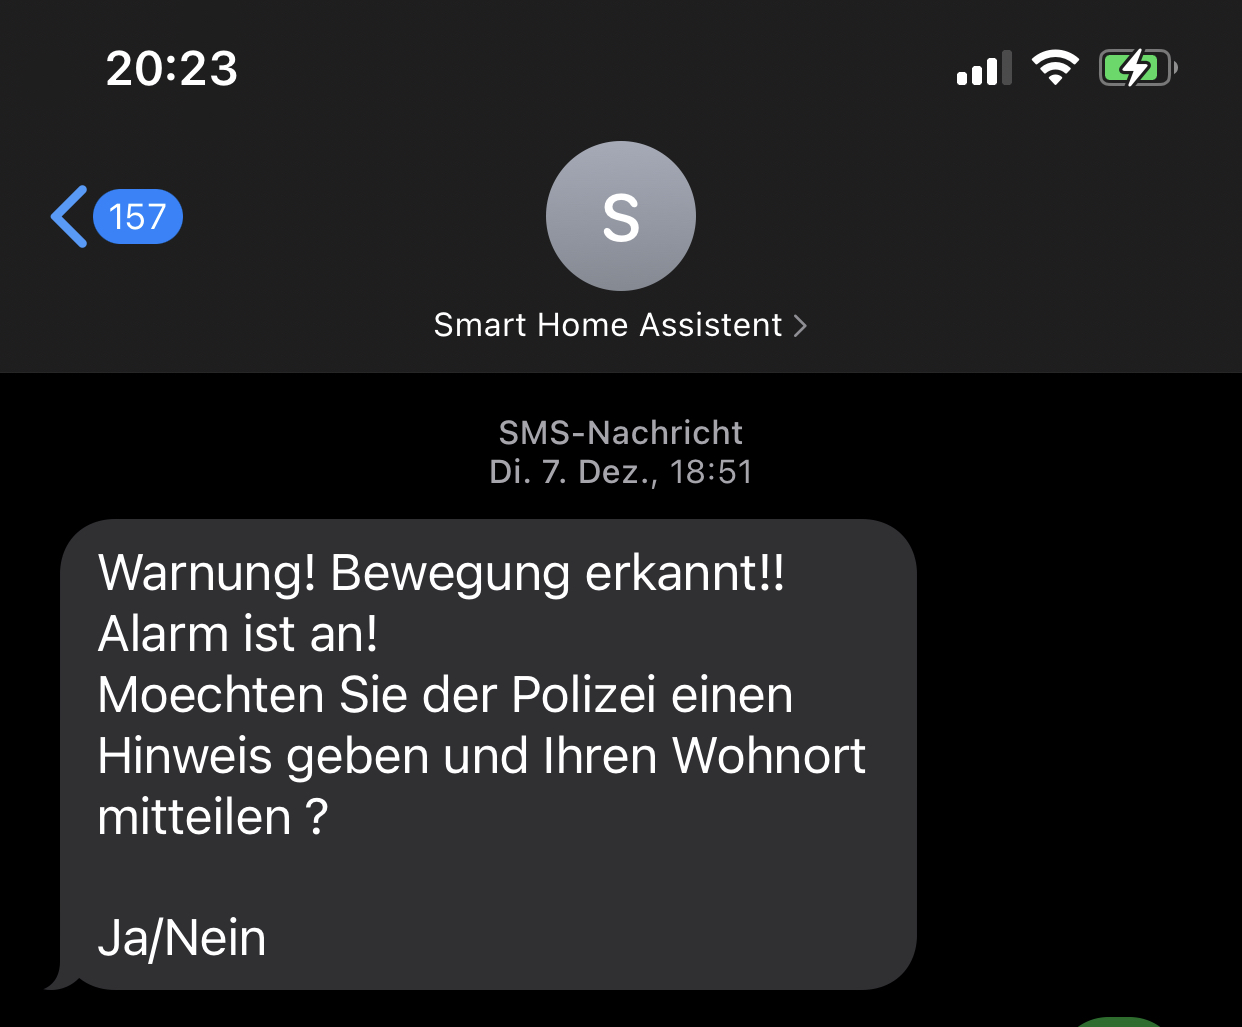 20:23
157
S
Smart Home Assistent
SMS-Nachricht
Di. 7. Dez., 18:51
Warnung! Bewegung erkannt!!
Alarm ist an!
Moechten Sie der Polizei einen
Hinweis geben und Ihren Wohnort
mitteilen ?
Ja/Nein